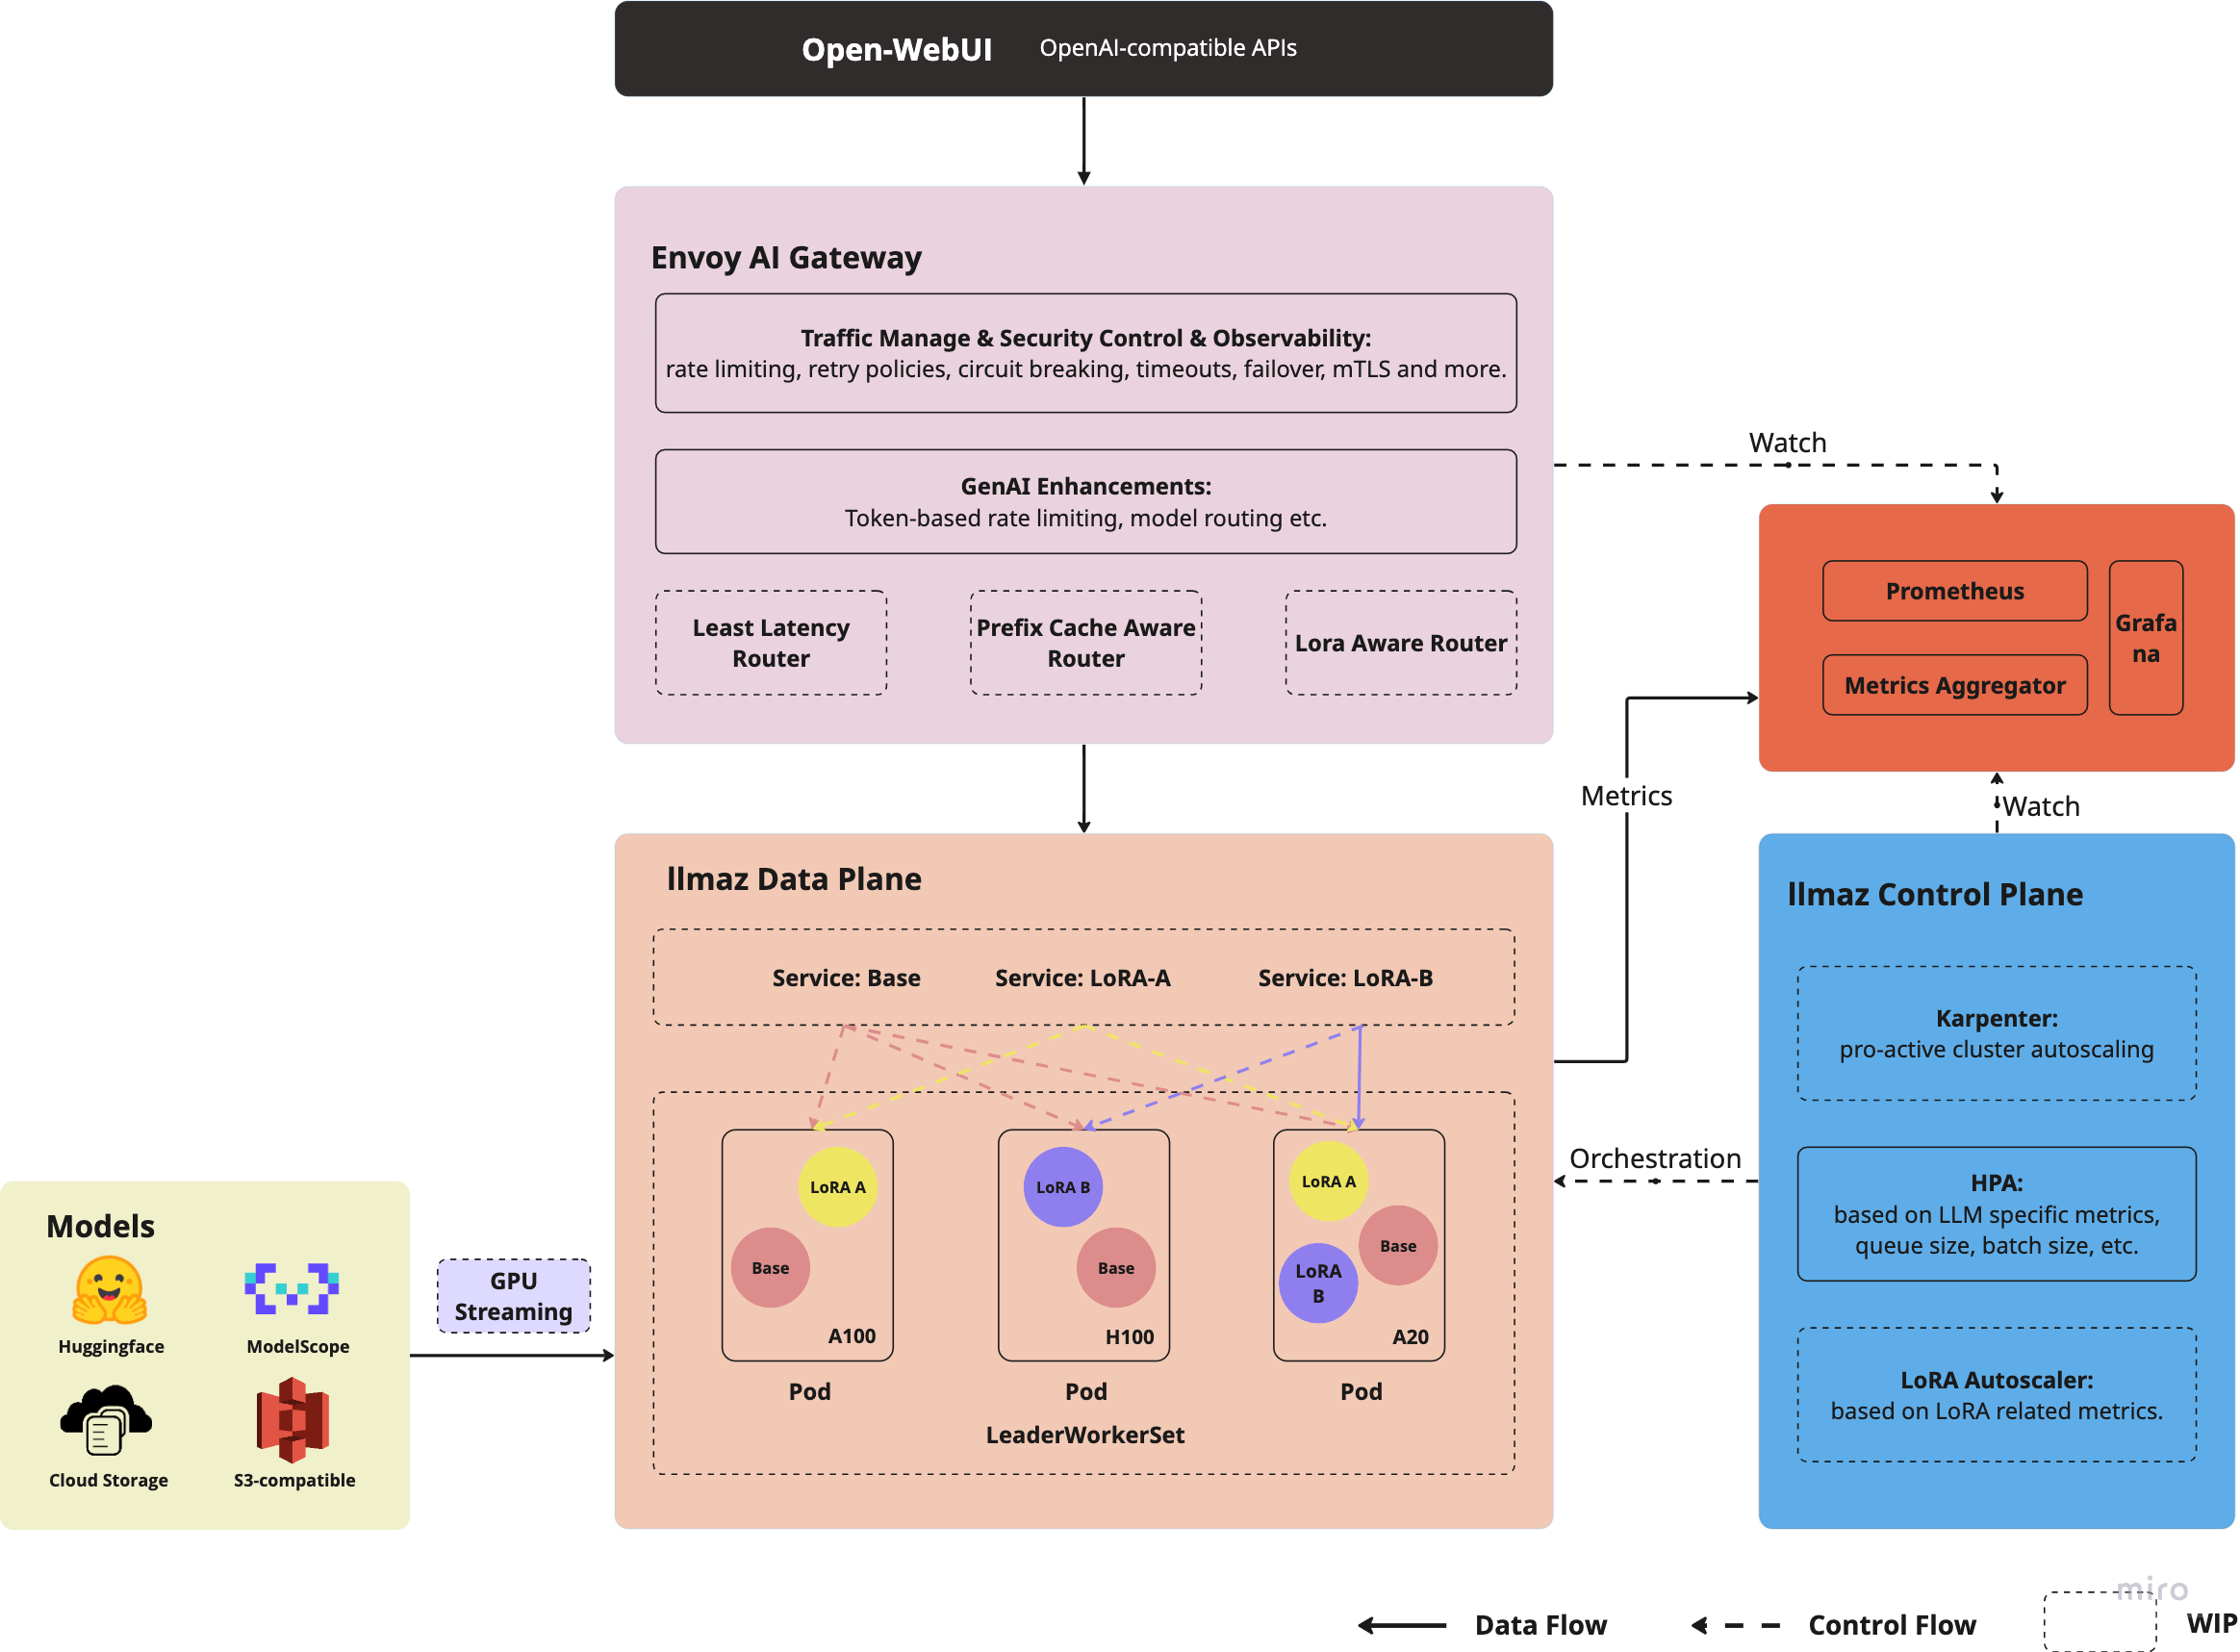 Open-WebUI OpenAI-compatible APIs
Envoy AI Gateway
Traffic Manage & Security Control & Observability:
rate limiting, retry policies, circuit breaking, timeouts, failover, mTLS and more.
GenAI Enhancements:
Token-based rate limiting, model routing etc.
Least Latency
Router
Prefix Cache Aware
Router
Lora Aware Router
Watch
Prometheus
Metrics Aggregator
Grafa
na
Metrics
Watch
llmaz Data Plane
Service: Base
Service: LoRA-A
Service: LoRA-B
LoRA A
Base
A100
Pod
LoRA B
Base
H100
Pod
LoRA A
Base
LoRA
B
A20
Pod
LeaderWorkerSet
Orchestration
llmaz Control Plane
Karpenter:
pro-active cluster autoscaling
HPA:
based on LLM specific metrics,
queue size, batch size, etc.
LoRA Autoscaler:
based on LoRA related metrics.
Models
Huggingface
ModelScope
Cloud Storage
S3-compatible
GPU
Streaming
miro
Data Flow
Control Flow
WIP